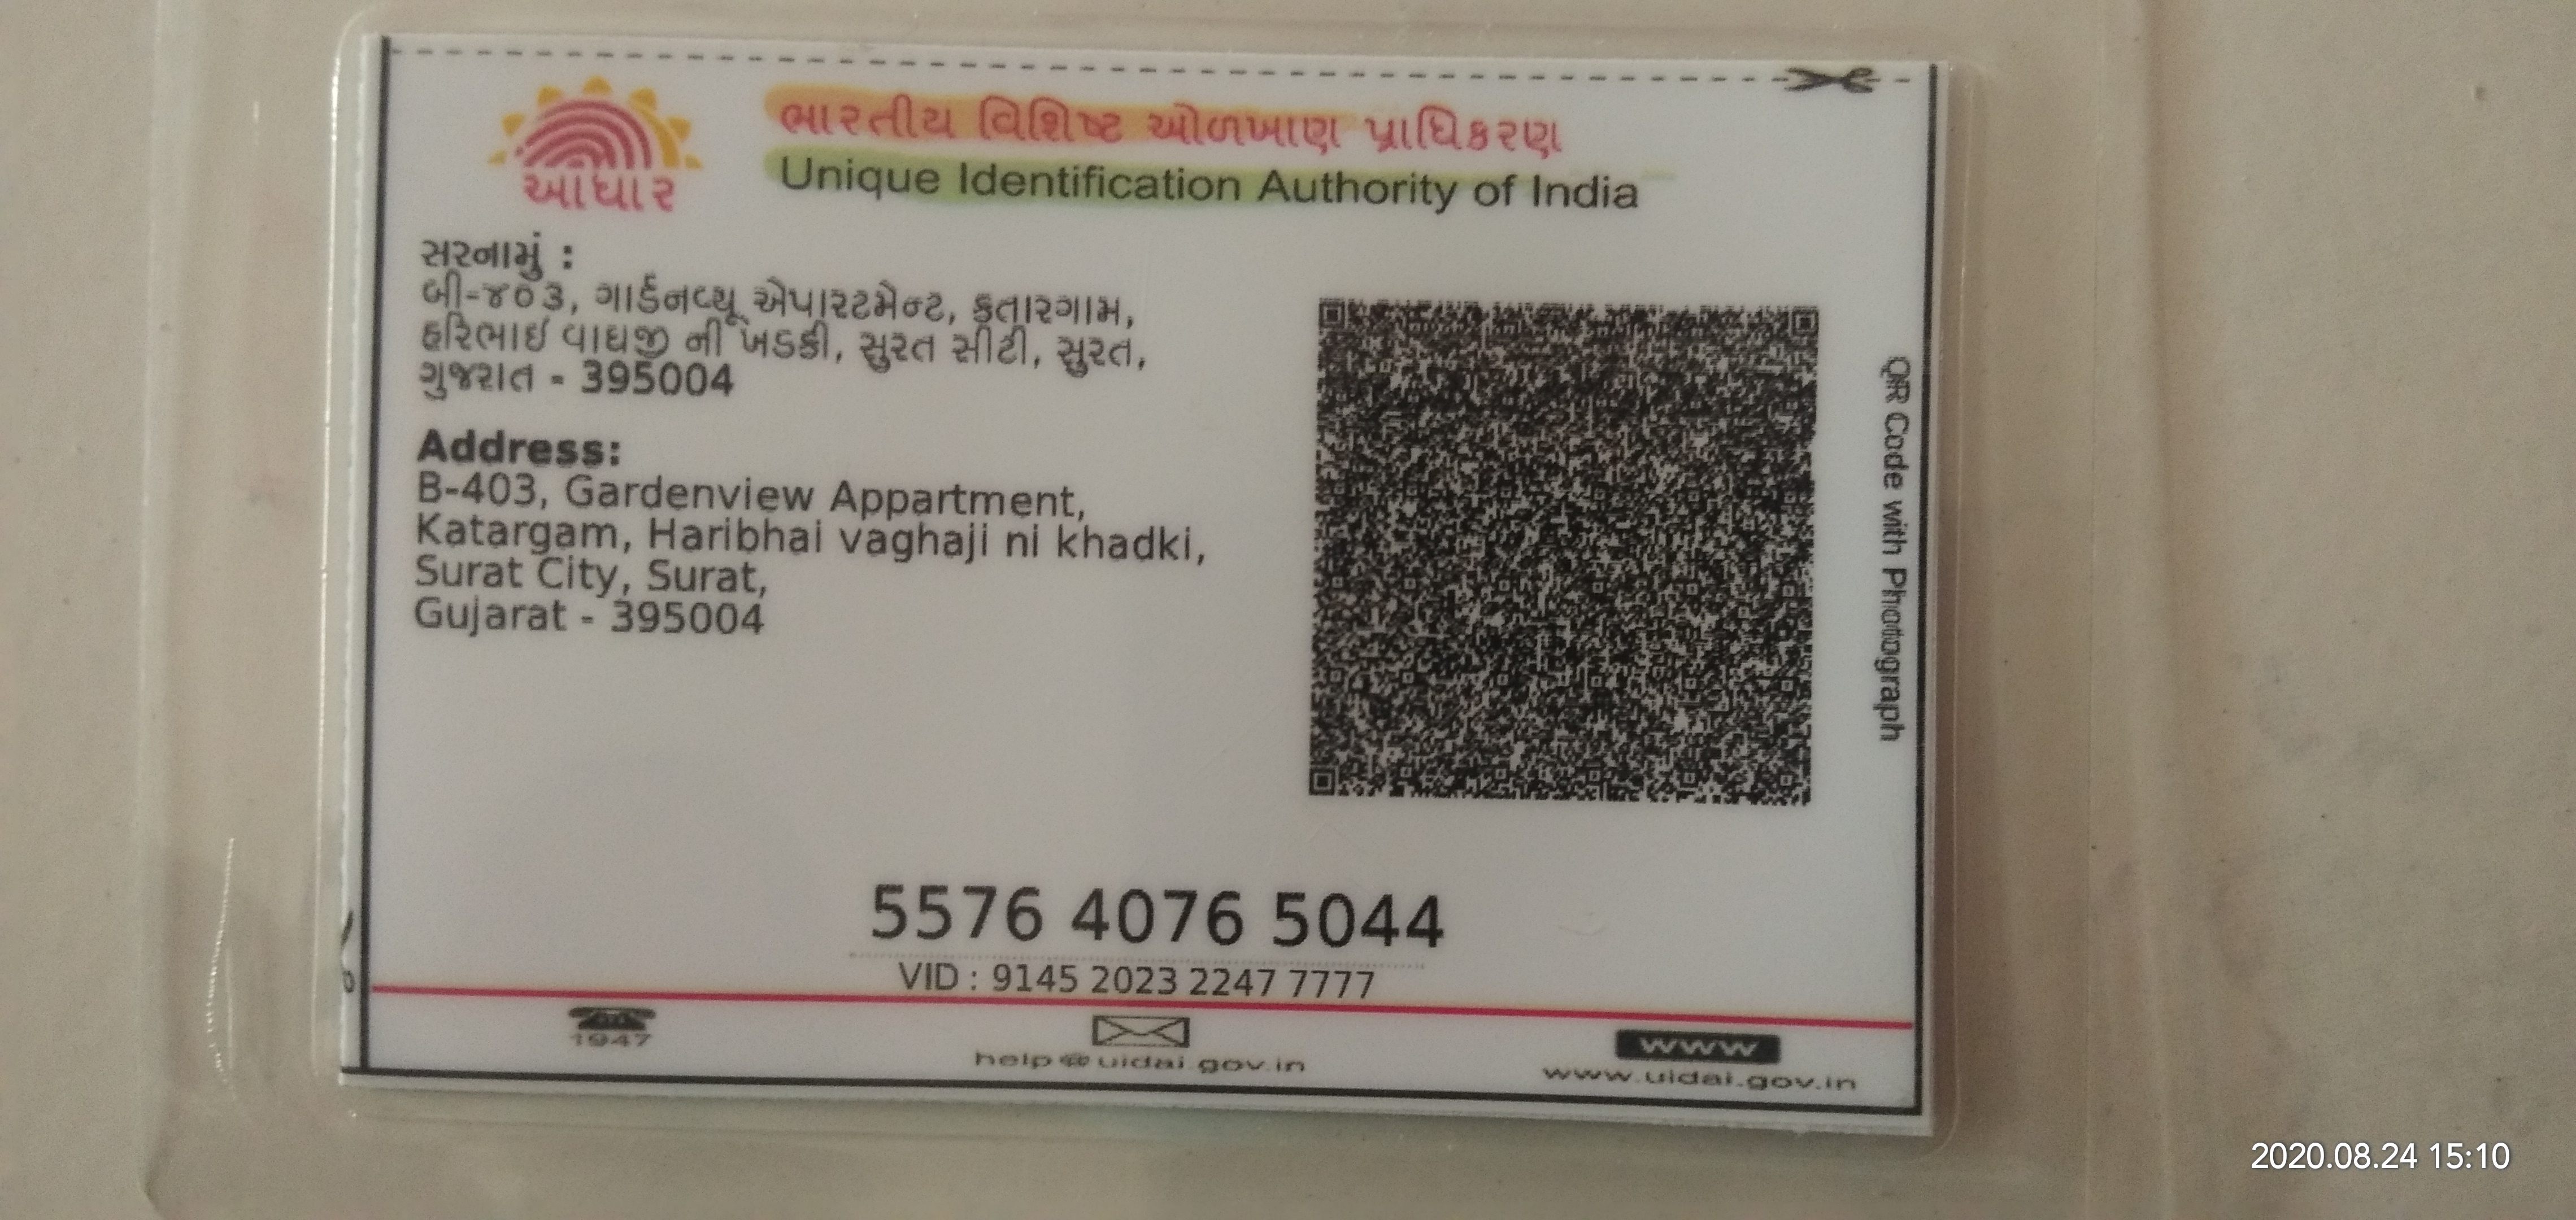 ભારતીય વિશિષ્ટ ઓળખાણ પ્રાધિકરણ
Unique Identification Authority of India
આધાર
સરનામું :
બી-૪૦૩, ગાર્ડનવ્યૂ એપારટમેન્ટ, કતારગામ,
હરિભાઇ વાઘજી ની ખડકી, સુરત સીટી, સુરત,
ગુજરાત - 395004
Address:
B-403, Gardenview Appartment,
Katargam, Haribhai vaghaji ni khadki,
Surat City, Surat,
Gujarat - 395004
QR Code with Photograph
5576 4076 5044
VID : 9145 2023 2247 7777
1947
help@uidai.gov.in
www
www.uidai.gov.in
2020.08.24 15:10